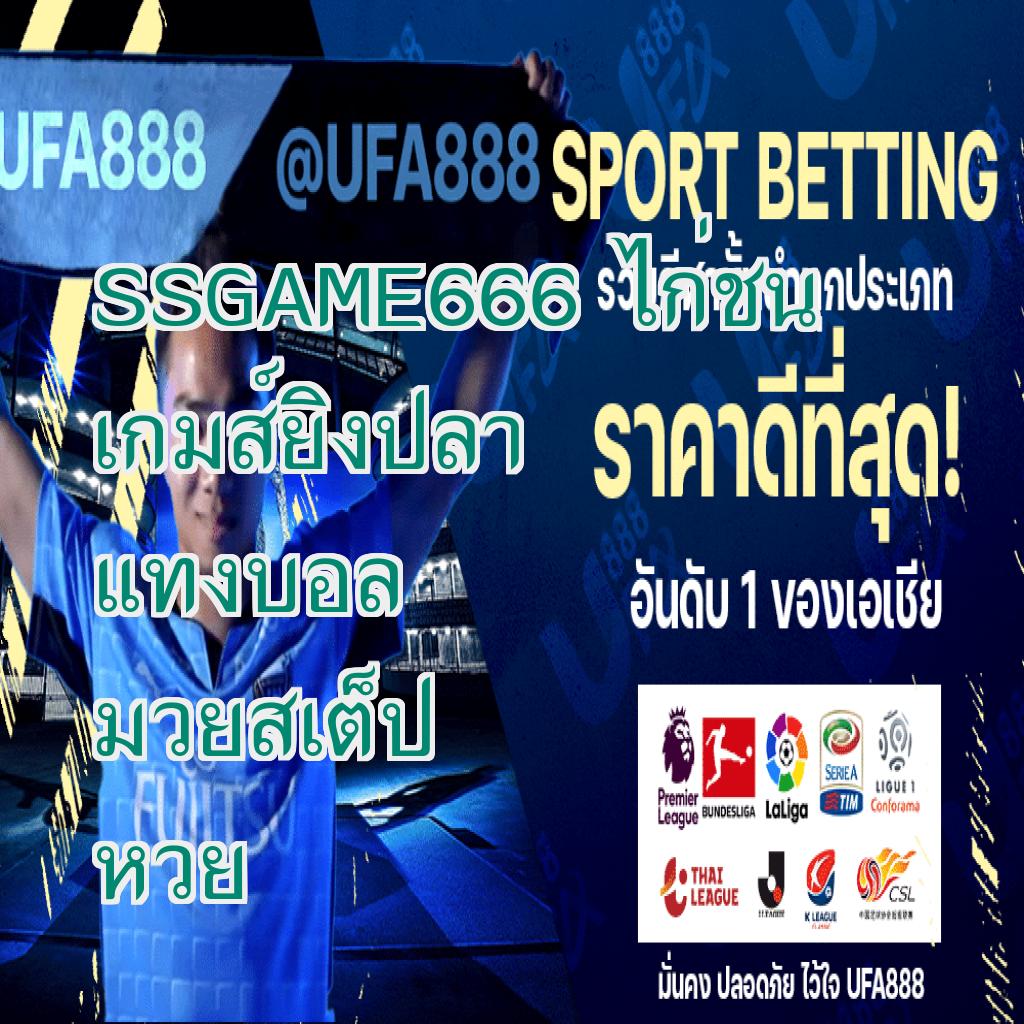 UFA888
@UFA888
SPORT BETTING
SSGAME666 ไก่ชน
เกมส์ยิงปลา
แทงบอล
มวยสเต็ป
หวย
ราคาดีที่สุด!
อันดับ 1 ของเอเชีย
FUJITSU
Premier League
BUNDESLIGA
LaLiga
SERIE A
TIM
LIGUE 1
Conforama
THAI LEAGUE
J.LEAGUE
K LEAGUE
CSL
มั่นคง ปลอดภัย ไว้ใจ UFA888